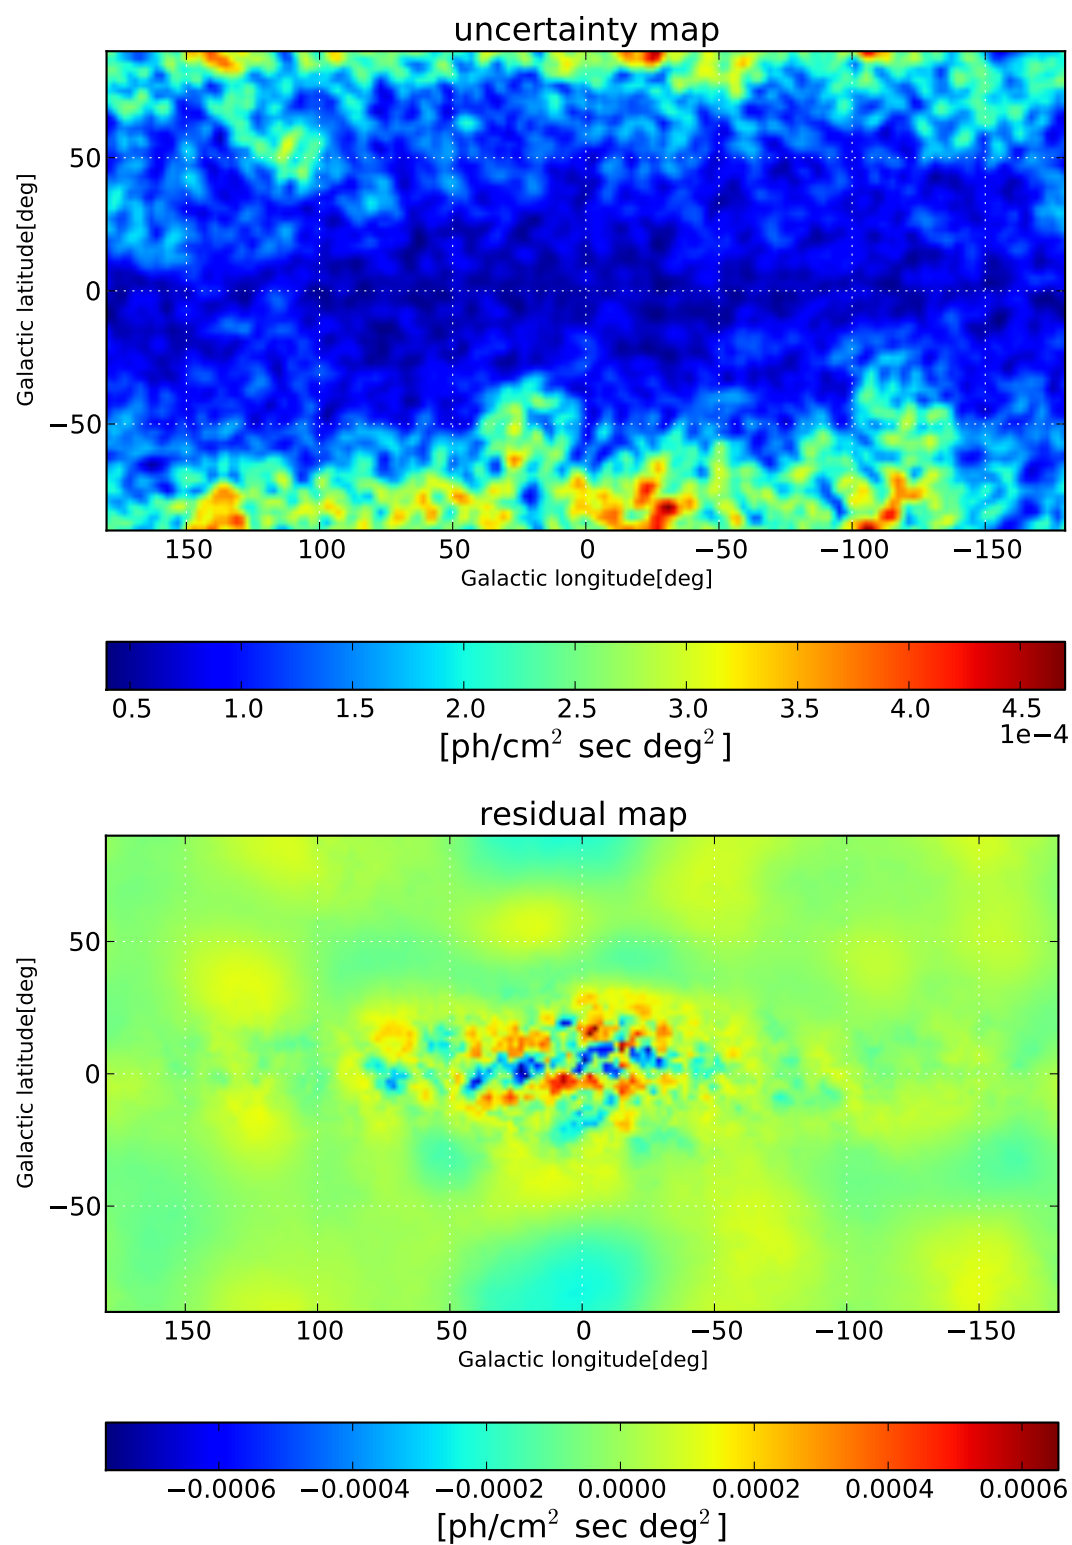 uncertainty map
Galactic latitude[deg]
50
0
−50
150 100 50 0 −50 −100 −150
Galactic longitude[deg]
0.5 1.0 1.5 2.0 2.5 3.0 3.5 4.0 4.5
1e−4
[ph/cm² sec deg²]
residual map
Galactic latitude[deg]
50
0
−50
150 100 50 0 −50 −100 −150
Galactic longitude[deg]
−0.0006 −0.0004 −0.0002 0.0000 0.0002 0.0004 0.0006
[ph/cm² sec deg²]